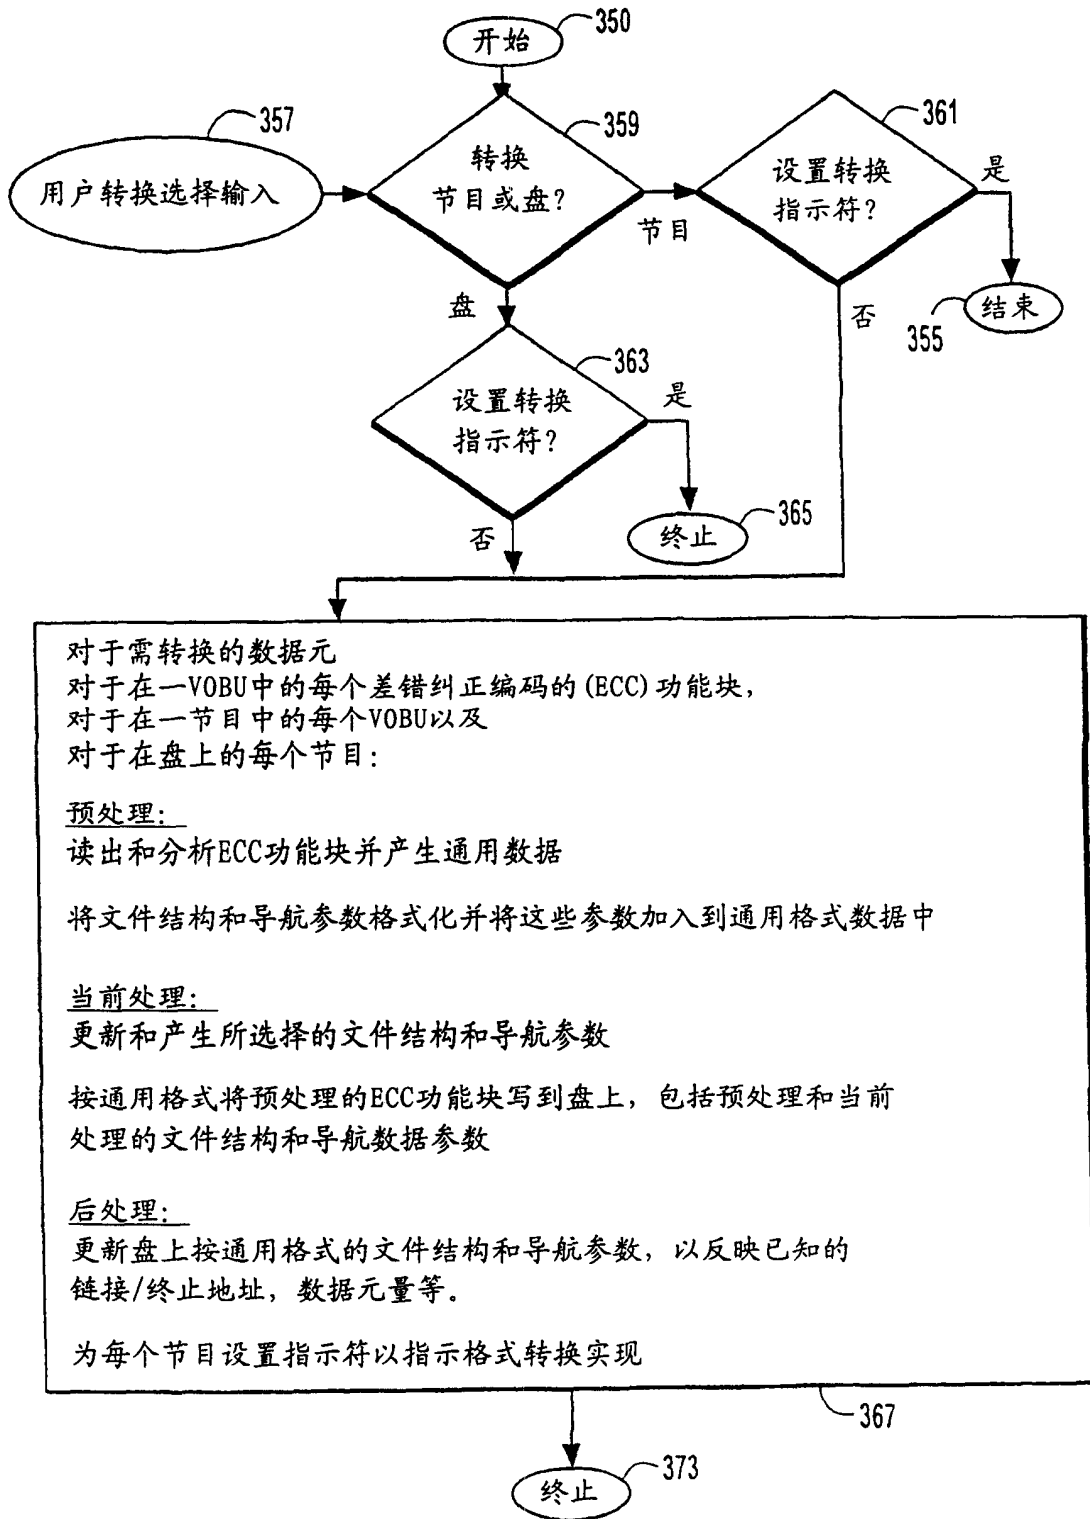 开始
350
357
用户转换选择输入
359
转换
节目或盘?
节目
361
设置转换
指示符?
是
结束
355
否
盘
363
设置转换
指示符?
是
终止
365
否
对于需转换的数据元
对于在一VOBU中的每个差错纠正编码的(ECC)功能块,
对于在一节目中的每个VOBU以及
对于在盘上的每个节目:
预处理:
读出和分析ECC功能块并产生通用数据
将文件结构和导航参数格式化并将这些参数加入到通用格式数据中
当前处理:
更新和产生所选择的文件结构和导航参数
按通用格式将预处理的ECC功能块写到盘上, 包括预处理和当前
处理的文件结构和导航数据参数
后处理:
更新盘上按通用格式的文件结构和导航参数, 以反映已知的
链接/终止地址, 数据元量等。
为每个节目设置指示符以指示格式转换实现
367
终止
373